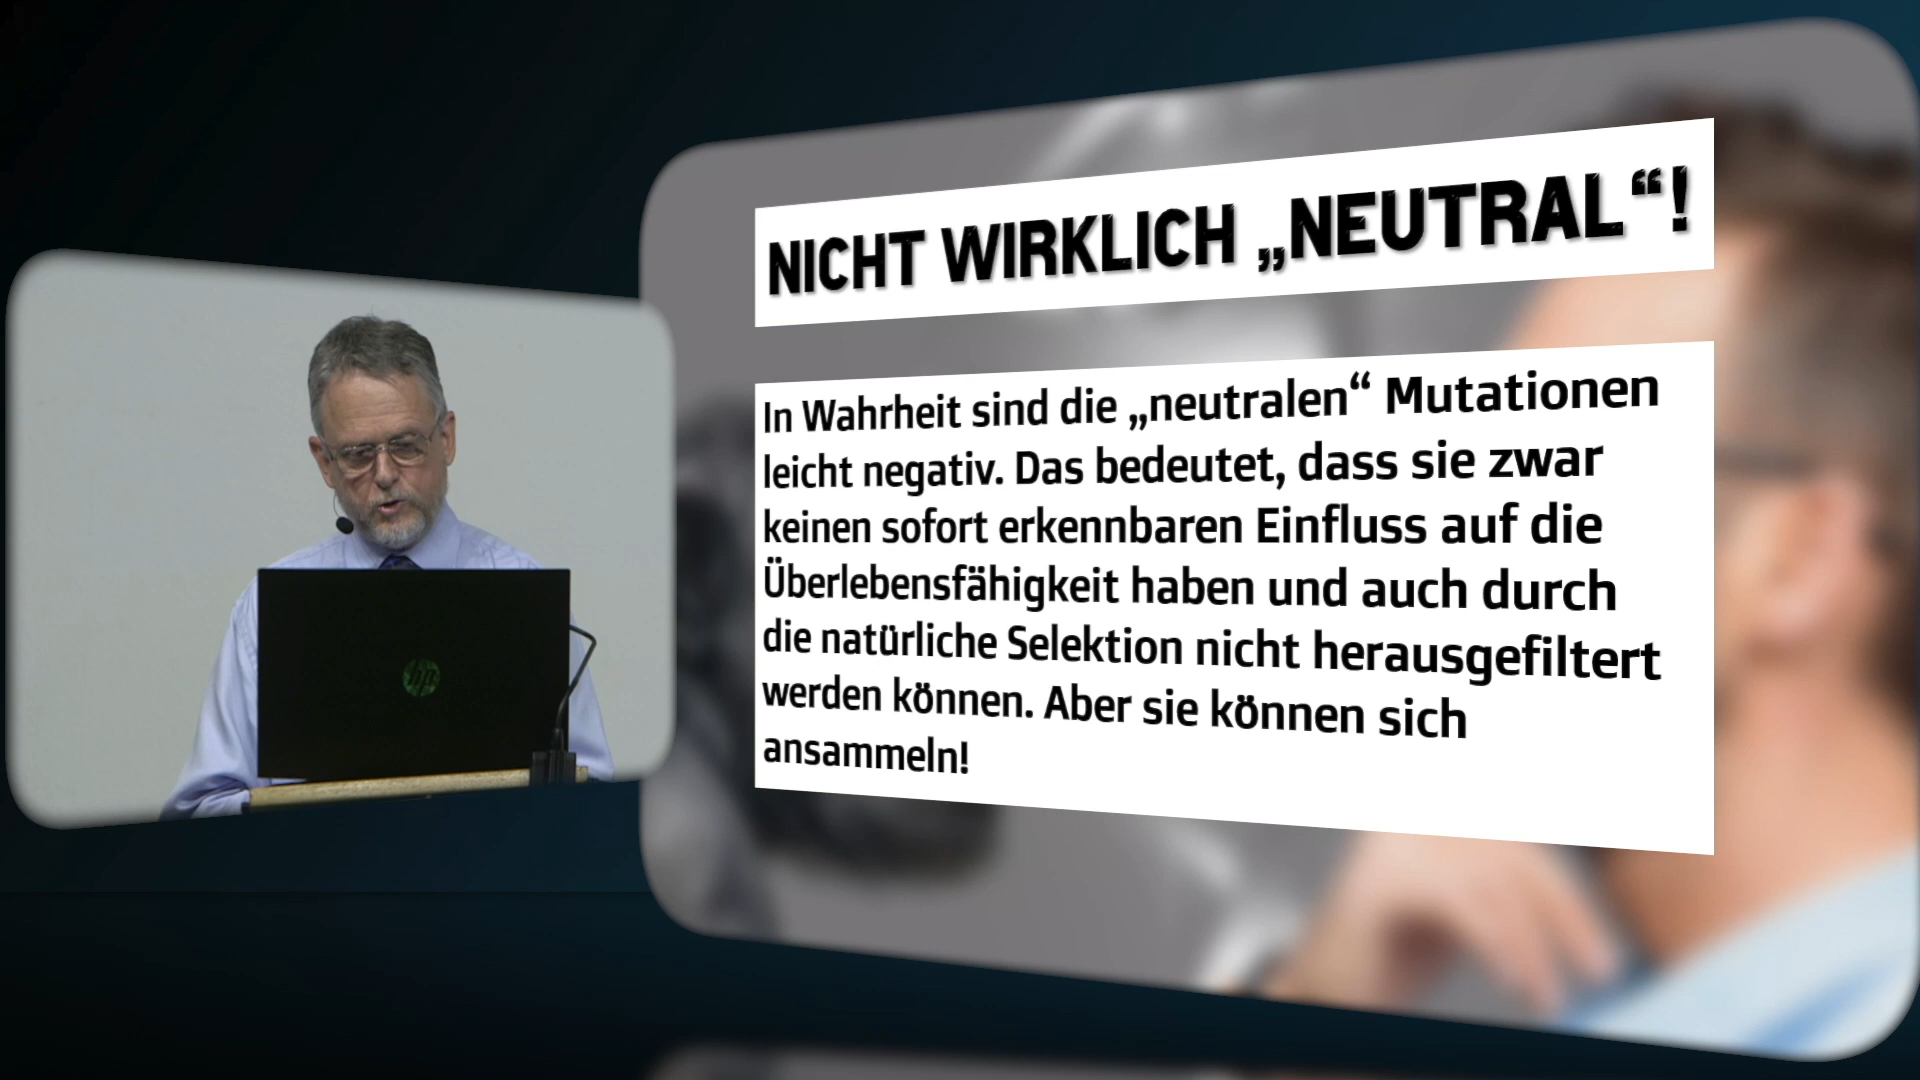 NICHT WIRKLICH „NEUTRAL“!
In Wahrheit sind die „neutralen“ Mutationen
leicht negativ. Das bedeutet, dass sie zwar
keinen sofort erkennbaren Einfluss auf die
Überlebensfähigkeit haben und auch durch
die natürliche Selektion nicht herausgefiltert
werden können. Aber sie können sich
ansammeln!
hp